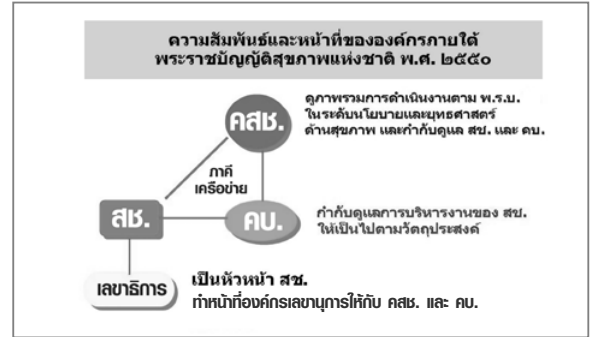 ความสัมพันธ์และหน้าที่ขององค์กรภายใต้
พระราชบัญญัติสุขภาพแห่งชาติ พ.ศ. ๒๕๕๐
คสช.
ดูภาพรวมการดำเนินงานตาม พ.ร.บ.
ในระดับนโยบายและยุทธศาสตร์
ด้านสุขภาพ และกำกับดูแล สช. และ คบ.
ภาคี
เครือข่าย
สช.
คบ.
กำกับดูแลการบริหารงานของ สช.
ให้เป็นไปตามวัตถุประสงค์
เลขาธิการ
เป็นหัวหน้า สช.
ทำหน้าที่องค์กรเลขานุการให้กับ คสช. และ คบ.